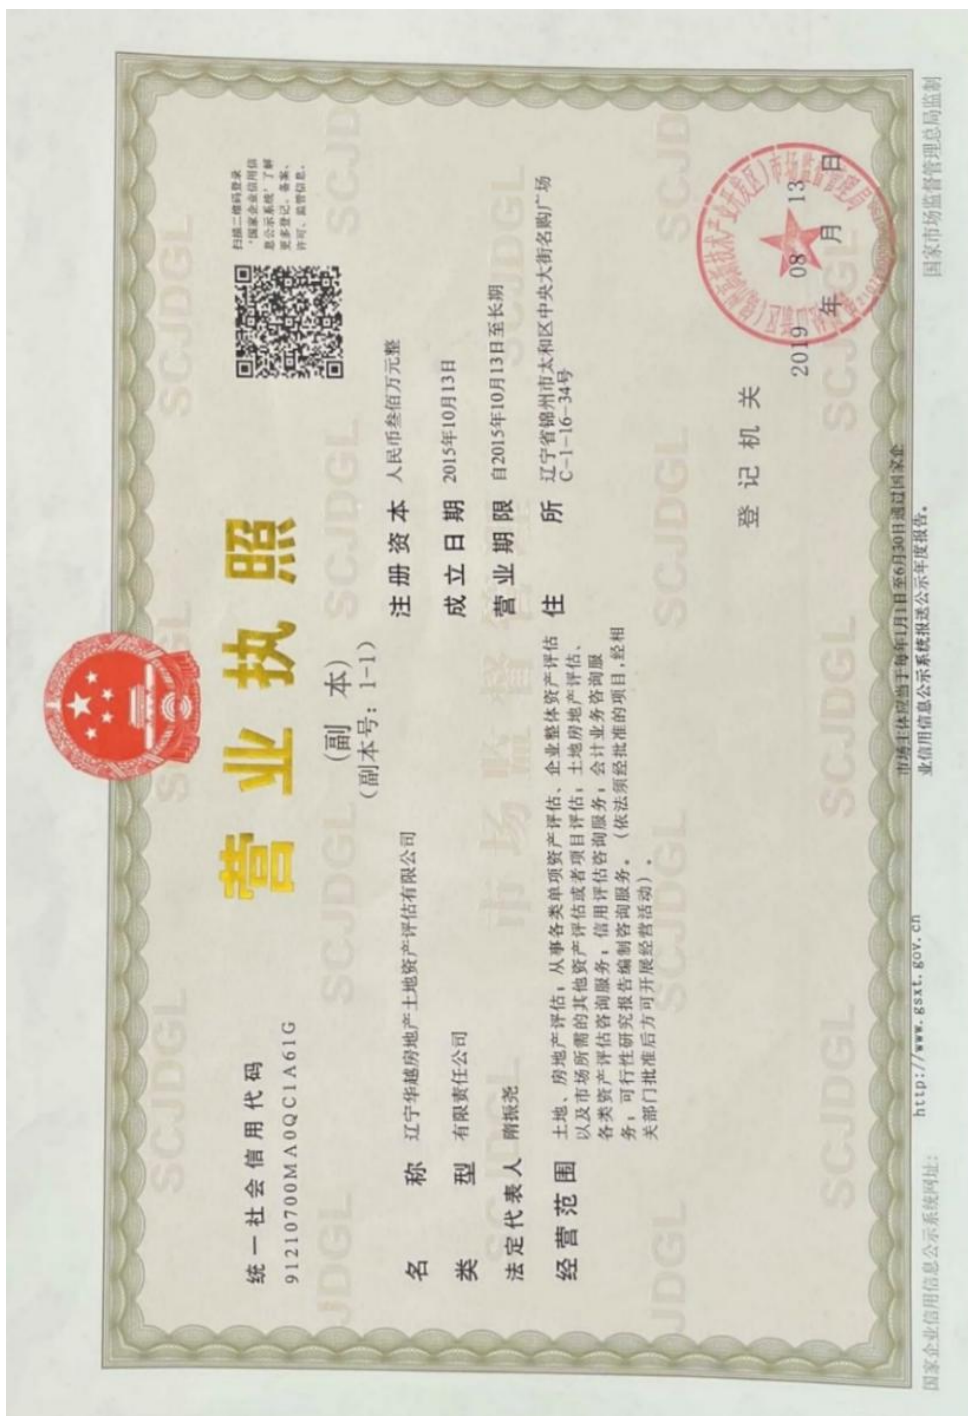 统一社会信用代码
91210700MA0QC1A61G
营业执照
(副 本)
(副本号: 1-1)
扫描二维码登录
“国家企业信用信
息公示系统”了解
更多登记、备案、
许可、监管信息。
名 称 辽宁华越房地产土地资产评估有限公司
类 型 有限责任公司
法定代表人 隋振尧
经营范围 土地、房地产评估；从事各类单项资产评估、企业整体资产评估
以及市场所需的其他资产评估或者项目评估；土地房地产评估、
各类资产评估咨询服务；信用评估咨询服务；会计业务咨询服
务；可行性研究报告编制咨询服务。（依法须经批准的项目,经相
关部门批准后方可开展经营活动）。
注册资本 人民币叁佰万元整
成立日期 2015年10月13日
营业期限 自2015年10月13日至长期
住 所 辽宁省锦州市太和区中央大街名购广场
C-1-16-34号
登记机关
2019 年 08 月 13 日
国家企业信用信息公示系统网址:
http://www.gsxt.gov.cn
市场主体应当于每年1月1日至6月30日通过国家企
业信用信息公示系统报送公示年度报告。
国家市场监督管理总局监制